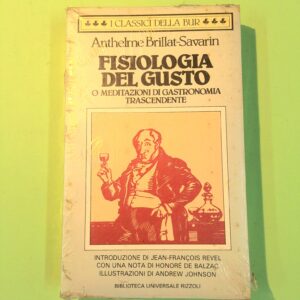 I CLASSICI DELLA BUR
Anthelme Brillat-Savarin
FISIOLOGIA
DEL GUSTO
O MEDITAZIONI DI GASTRONOMIA
TRASCENDENTE
INTRODUZIONE DI JEAN-FRANÇOIS REVEL
CON UNA NOTA DI HONORE DE BALZAC
ILLUSTRAZIONI DI ANDREW JOHNSON
BIBLIOTECA UNIVERSALE RIZZOLI